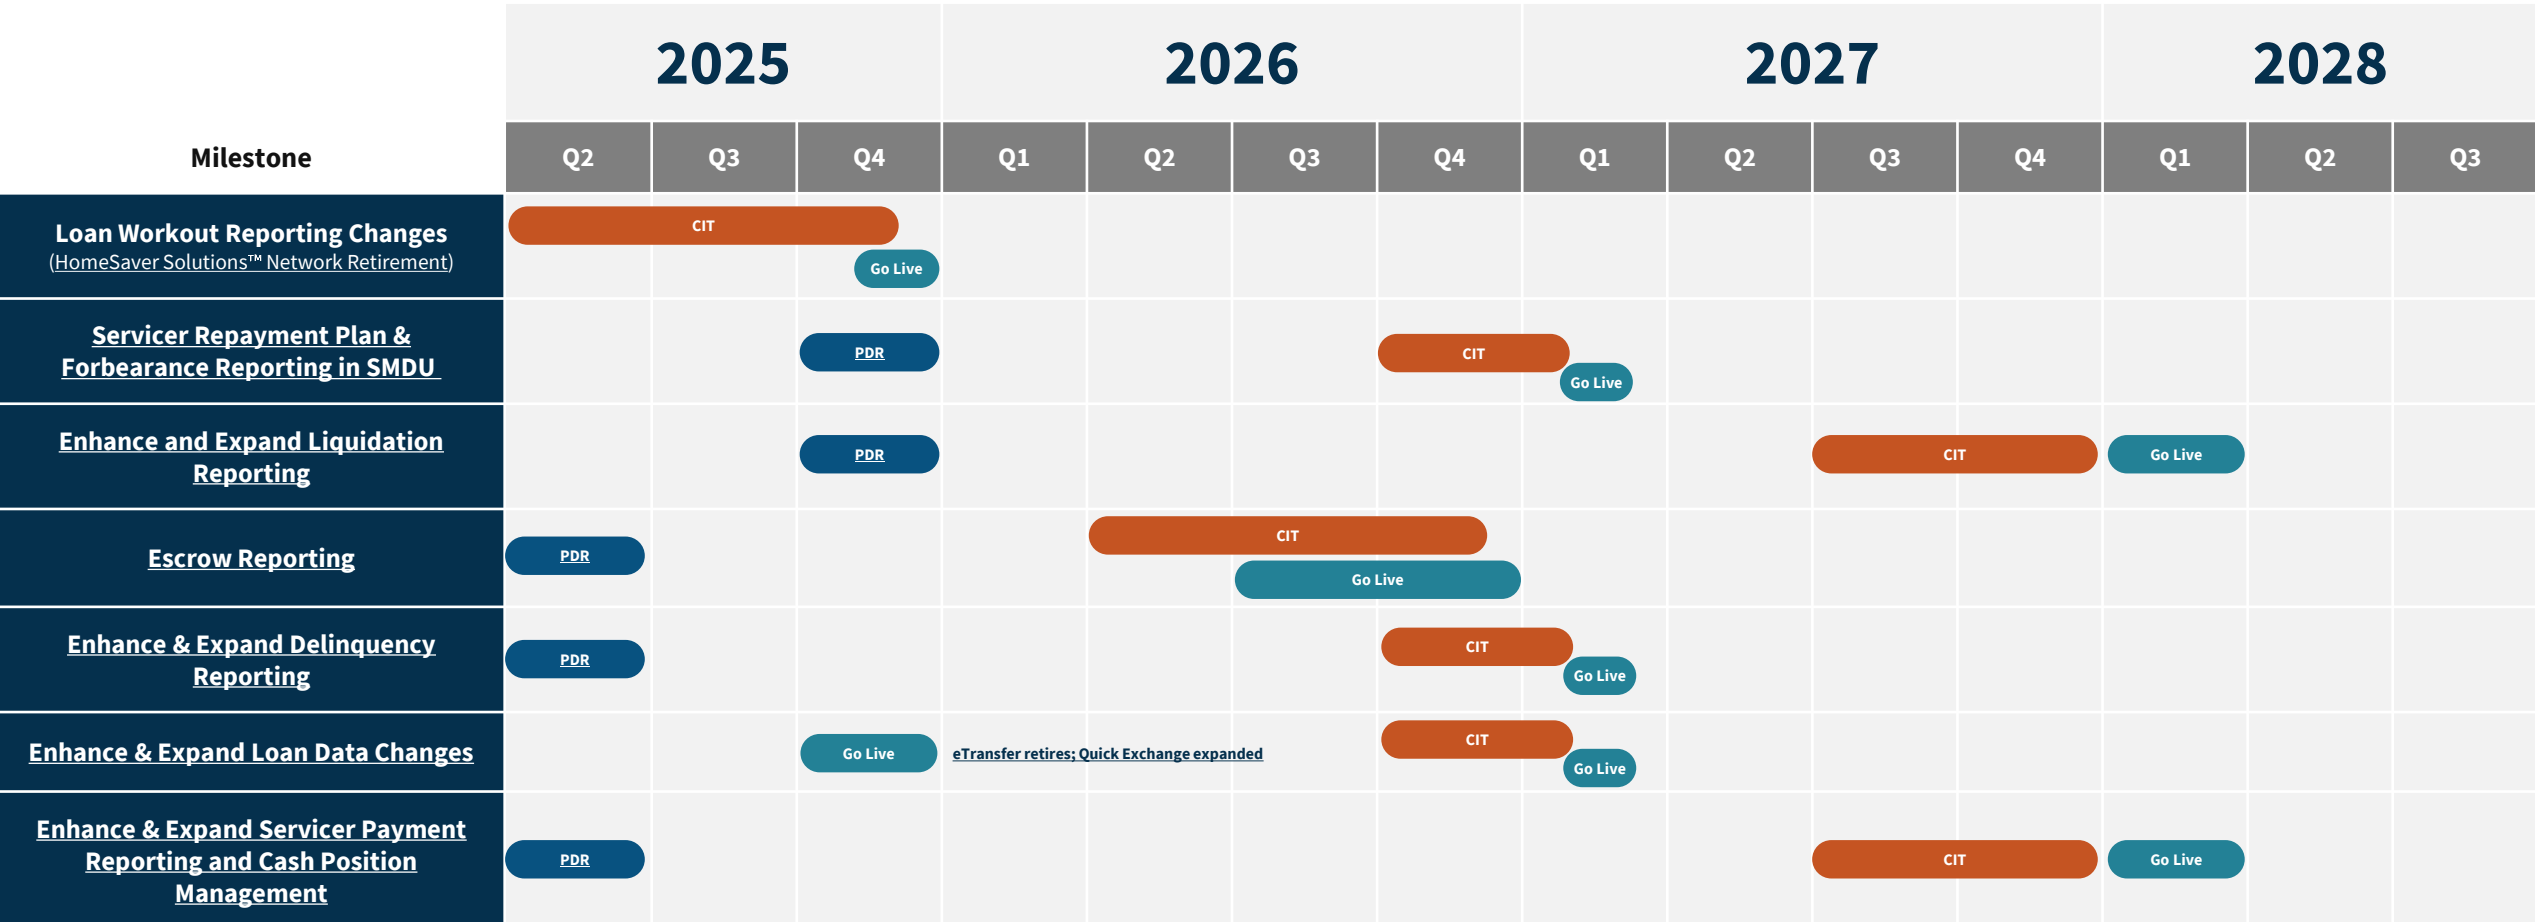 2025 2026 2027 2028
Milestone Q2 Q3 Q4 Q1 Q2 Q3 Q4 Q1 Q2 Q3 Q4 Q1 Q2 Q3
Loan Workout Reporting Changes
(HomeSaver Solutions™ Network Retirement)
CIT
Go Live
Servicer Repayment Plan &
Forbearance Reporting in SMDU
PDR CIT
Go Live
Enhance and Expand Liquidation
Reporting
PDR CIT Go Live
Escrow Reporting
PDR CIT
Go Live
Enhance & Expand Delinquency
Reporting
PDR CIT
Go Live
Enhance & Expand Loan Data Changes
Go Live eTransfer retires; Quick Exchange expanded CIT
Go Live
Enhance & Expand Servicer Payment
Reporting and Cash Position
Management
PDR CIT Go Live